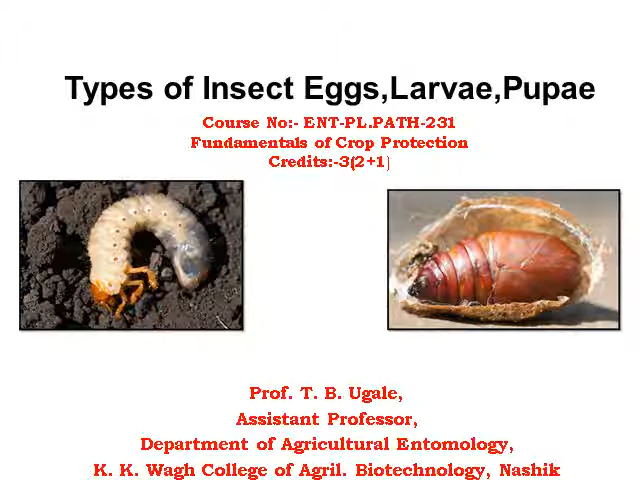 Types of Insect Eggs,Larvae,Pupae
Course No:- ENT-PL.PATH-231
Fundamentals of Crop Protection
Credits:-3(2+1)
Prof. T. B. Ugale,
Assistant Professor,
Department of Agricultural Entomology,
K. K. Wagh College of Agril. Biotechnology, Nashik